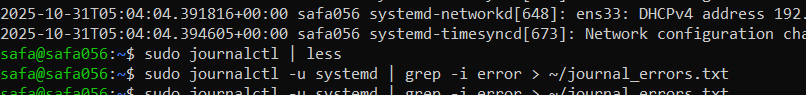 2025-10-31T05:04:04.391816+00:00 safa056 systemd-networkd[648]: ens33: DHCPv4 address 192.
2025-10-31T05:04:04.394605+00:00 safa056 systemd-timesyncd[673]: Network configuration cha
safa@safa056:~$ sudo journalctl | less
safa@safa056:~$ sudo journalctl -u systemd | grep -i error > ~/journal_errors.txt
safa@safa056:~$ sudo journalctl -u systemd | grep -i error > ~/journal_errors.txt